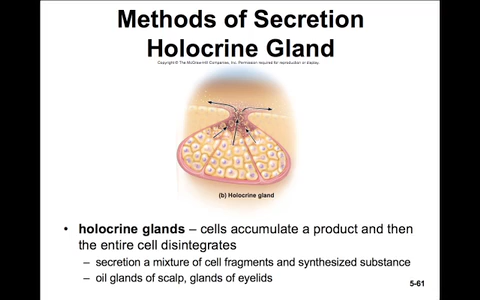 Methods of Secretion
Holocrine Gland
Copyright © The McGraw-Hill Companies, Inc. Permission required for reproduction or display.
(b) Holocrine gland
• holocrine glands – cells accumulate a product and then
the entire cell disintegrates
– secretion a mixture of cell fragments and synthesized substance
– oil glands of scalp, glands of eyelids
5-61